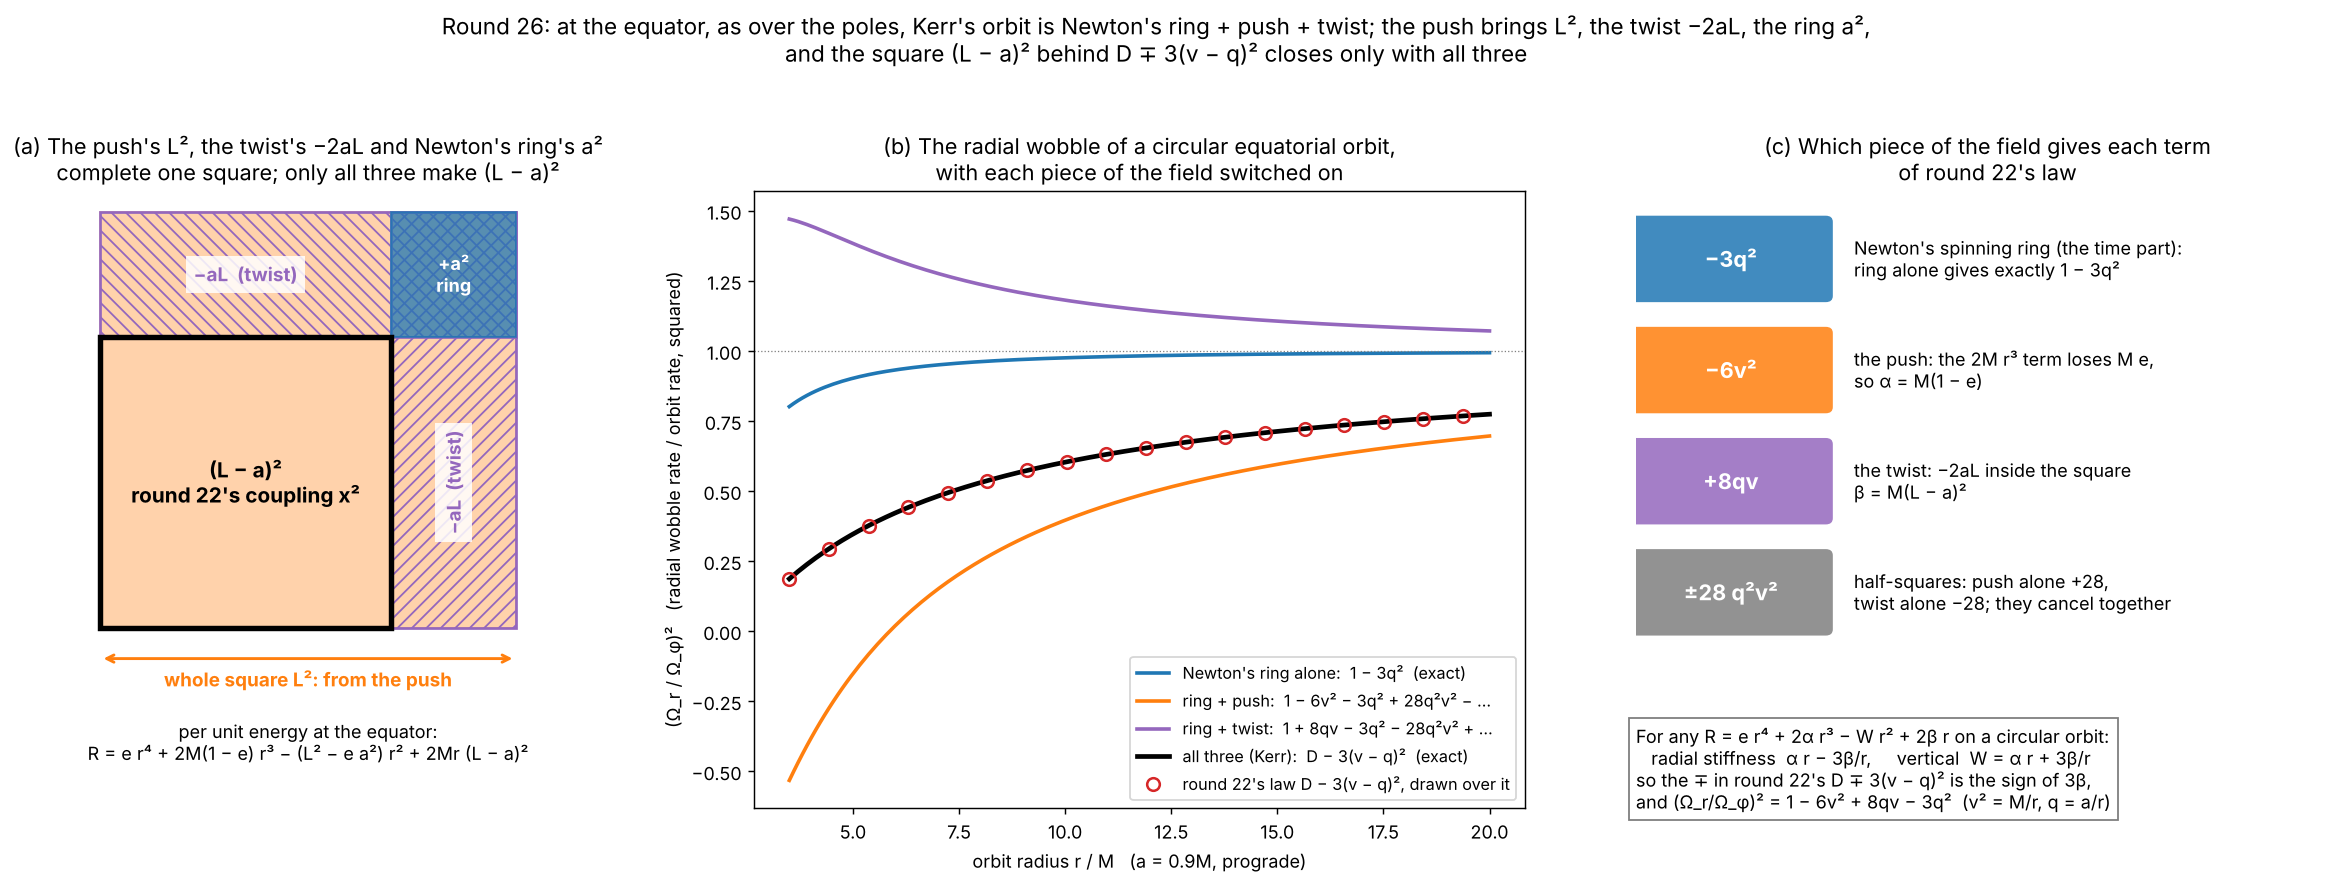 Round 26: at the equator, as over the poles, Kerr's orbit is Newton's ring + push + twist; the push brings L², the twist −2aL, the ring a²,
and the square (L − a)² behind D ∓ 3(v − q)² closes only with all three
(a) The push's L², the twist's −2aL and Newton's ring's a²
complete one square; only all three make (L − a)²
−aL (twist)
+a²
ring
(L − a)²
round 22's coupling x²
−aL (twist)
whole square L²: from the push
per unit energy at the equator:
R = e r⁴ + 2M(1 − e) r³ − (L² − e a²) r² + 2Mr (L − a)²
(b) The radial wobble of a circular equatorial orbit,
with each piece of the field switched on
(Ω_r / Ω_φ)² (radial wobble rate / orbit rate, squared)
1.50
1.25
1.00
0.75
0.50
0.25
0.00
−0.25
−0.50
Newton's ring alone: 1 − 3q² (exact)
ring + push: 1 − 6v² − 3q² + 28q²v² − ...
ring + twist: 1 + 8qv − 3q² − 28q²v² + ...
all three (Kerr): D − 3(v − q)² (exact)
round 22's law D − 3(v − q)², drawn over it
5.0
7.5
10.0
12.5
15.0
17.5
20.0
orbit radius r / M (a = 0.9M, prograde)
(c) Which piece of the field gives each term
of round 22's law
−3q²
Newton's spinning ring (the time part):
ring alone gives exactly 1 − 3q²
−6v²
the push: the 2M r³ term loses M e,
so α = M(1 − e)
+8qv
the twist: −2aL inside the square
β = M(L − a)²
±28 q²v²
half-squares: push alone +28,
twist alone −28; they cancel together
For any R = e r⁴ + 2α r³ − W r² + 2β r on a circular orbit:
radial stiffness α r − 3β/r, vertical W = α r + 3β/r
so the ∓ in round 22's D ∓ 3(v − q)² is the sign of 3β,
and (Ω_r/Ω_φ)² = 1 − 6v² + 8qv − 3q² (v² = M/r, q = a/r)